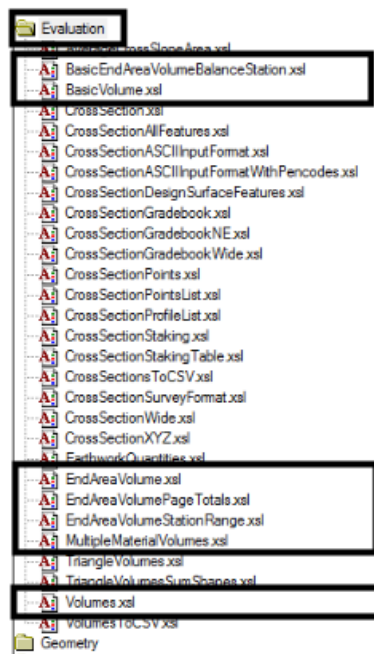 Evaluation
AverageCrossSlopeArea.xsl
BasicEndAreaVolumeBalanceStation.xsl
BasicVolume.xsl
CrossSection.xsl
CrossSectionAllFeatures.xsl
CrossSectionASCIIInputFormat.xsl
CrossSectionASCIIInputFormatWithPencodes.xsl
CrossSectionDesignSurfaceFeatures.xsl
CrossSectionGradebook.xsl
CrossSectionGradebookNE.xsl
CrossSectionGradebookWide.xsl
CrossSectionPoints.xsl
CrossSectionPointsList.xsl
CrossSectionProfileList.xsl
CrossSectionStaking.xsl
CrossSectionStakingTable.xsl
CrossSectionsToCSV.xsl
CrossSectionSurveyFormat.xsl
CrossSectionWide.xsl
CrossSectionXYZ.xsl
EarthworkQuantities.xsl
EndAreaVolume.xsl
EndAreaVolumePageTotals.xsl
EndAreaVolumeStationRange.xsl
MultipleMaterialVolumes.xsl
TriangleVolumes.xsl
TriangleVolumesSumShapes.xsl
Volumes.xsl
VolumesToCSV.xsl
Geometry